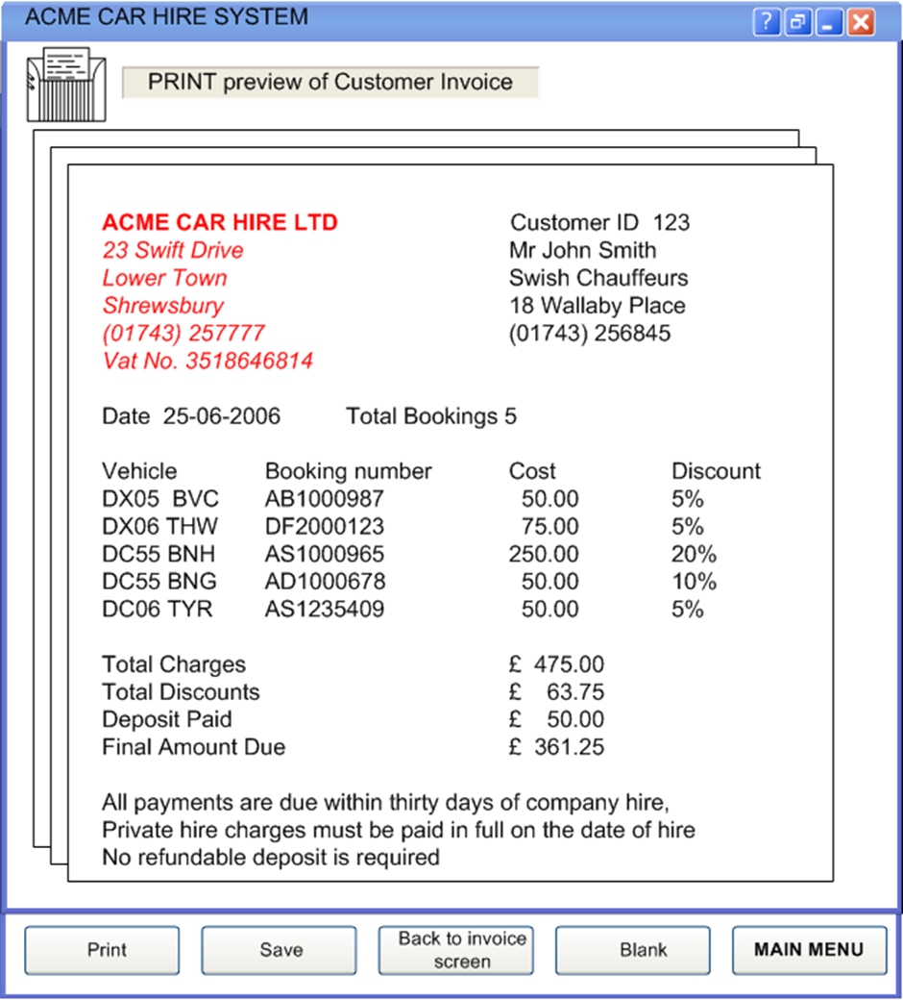 ACME CAR HIRE SYSTEM
?
PRINT preview of Customer Invoice
ACME CAR HIRE LTD Customer ID 123
23 Swift Drive Mr John Smith
Lower Town Swish Chauffeurs
Shrewsbury 18 Wallaby Place
(01743) 257777 (01743) 256845
Vat No. 3518646814
Date 25-06-2006 Total Bookings 5
Vehicle Booking number Cost Discount
DX05 BVC AB1000987 50.00 5%
DX06 THW DF2000123 75.00 5%
DC55 BNH AS1000965 250.00 20%
DC55 BNG AD1000678 50.00 10%
DC06 TYR AS1235409 50.00 5%
Total Charges £ 475.00
Total Discounts £ 63.75
Deposit Paid £ 50.00
Final Amount Due £ 361.25
All payments are due within thirty days of company hire,
Private hire charges must be paid in full on the date of hire
No refundable deposit is required
Print
Save
Back to invoice
screen
Blank
MAIN MENU